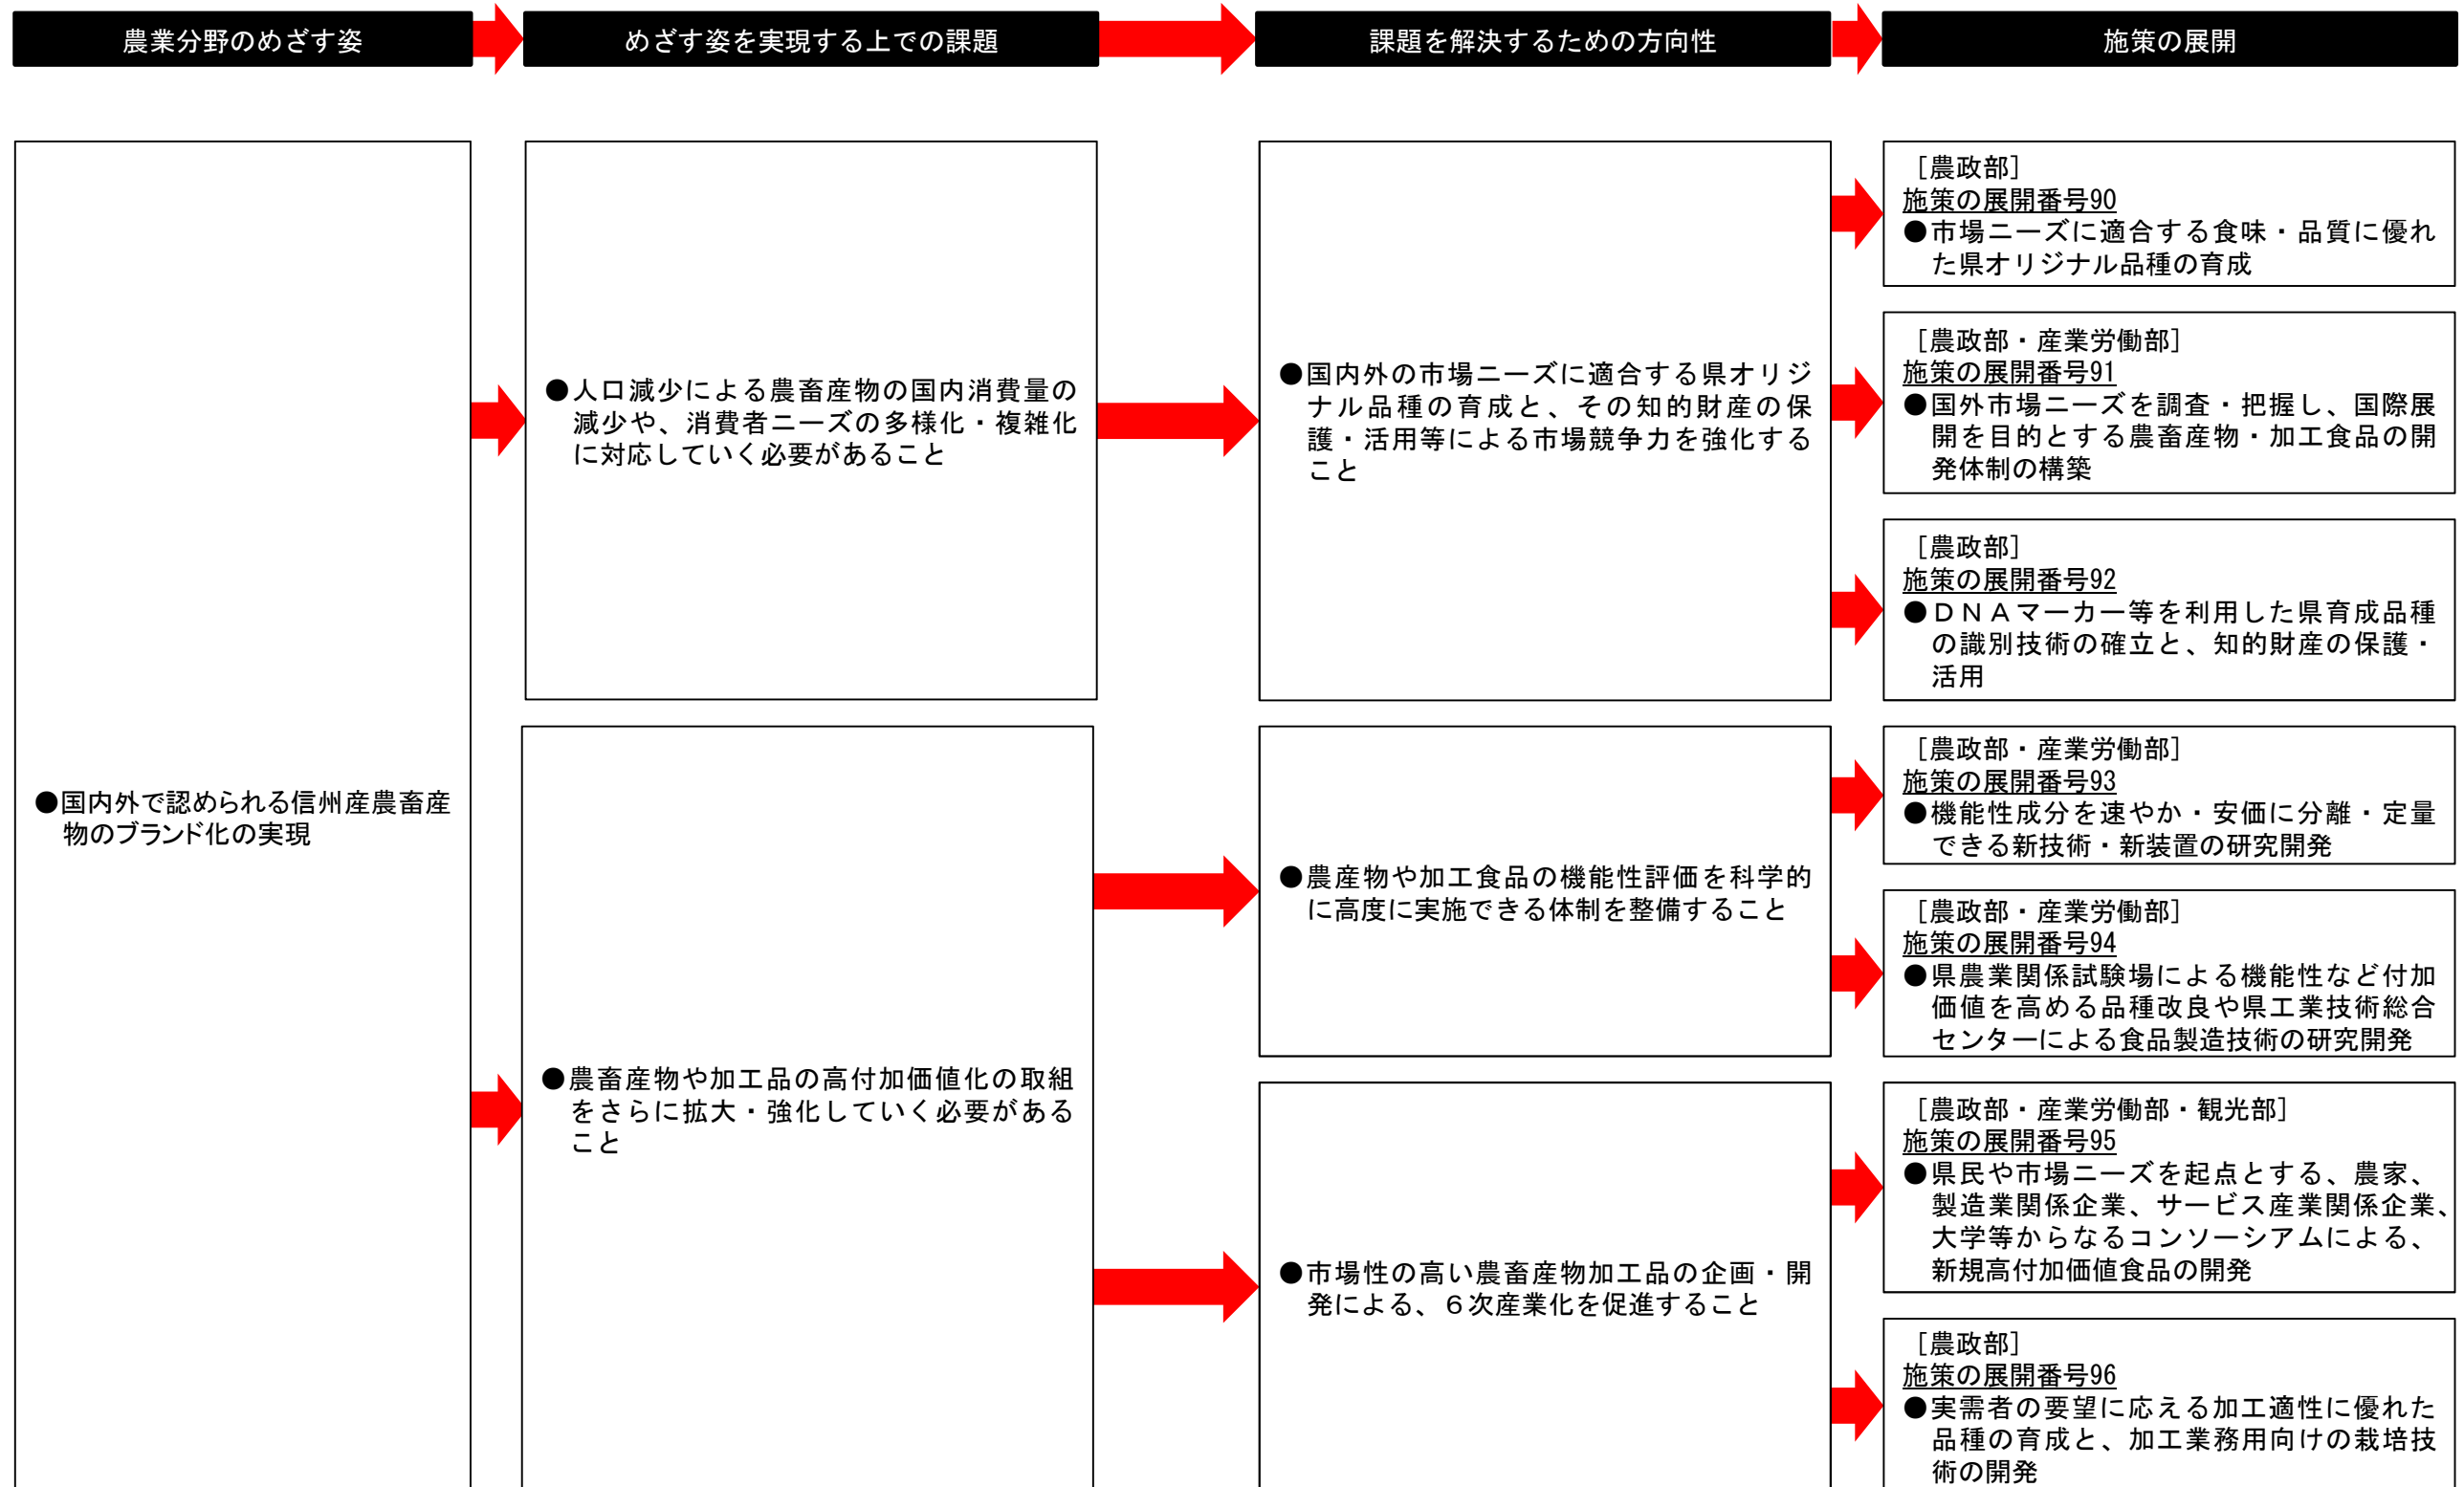 農業分野のめざす姿
めざす姿を実現する上での課題
課題を解決するための方向性
施策の展開
●国内外で認められる信州産農畜産
物のブランド化の実現
●人口減少による農畜産物の国内消費量の
減少や、消費者ニーズの多様化・複雑化
に対応していく必要があること
●国内外の市場ニーズに適合する県オリジ
ナル品種の育成と、その知的財産の保
護・活用等による市場競争力を強化する
こと
［農政部］
施策の展開番号90
●市場ニーズに適合する食味・品質に優れ
た県オリジナル品種の育成
［農政部・産業労働部］
施策の展開番号91
●国外市場ニーズを調査・把握し、国際展
開を目的とする農畜産物・加工食品の開
発体制の構築
［農政部］
施策の展開番号92
●ＤＮＡマーカー等を利用した県育成品種
の識別技術の確立と、知的財産の保護・
活用
●農畜産物や加工品の高付加価値化の取組
をさらに拡大・強化していく必要がある
こと
●農産物や加工食品の機能性評価を科学的
に高度に実施できる体制を整備すること
［農政部・産業労働部］
施策の展開番号93
●機能性成分を速やか・安価に分離・定量
できる新技術・新装置の研究開発
［農政部・産業労働部］
施策の展開番号94
●県農業関係試験場による機能性など付加
価値を高める品種改良や県工業技術総合
センターによる食品製造技術の研究開発
●市場性の高い農畜産物加工品の企画・開
発による、６次産業化を促進すること
［農政部・産業労働部・観光部］
施策の展開番号95
●県民や市場ニーズを起点とする、農家、
製造業関係企業、サービス産業関係企業、
大学等からなるコンソーシアムによる、
新規高付加価値食品の開発
［農政部］
施策の展開番号96
●実需者の要望に応える加工適性に優れた
品種の育成と、加工業務用向けの栽培技
術の開発